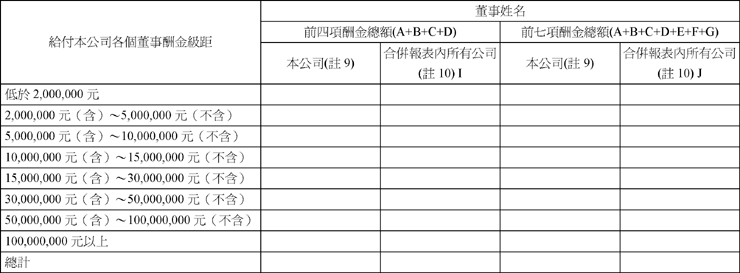 給付本公司各個董事酬金級距
董事姓名
前四項酬金總額(A+B+C+D)
前七項酬金總額(A+B+C+D+E+F+G)
本公司(註 9)
合併報表內所有公司
(註 10) I
本公司(註 9)
合併報表內所有公司
(註 10) J
低於 2,000,000 元
2,000,000 元（含）～5,000,000 元（不含）
5,000,000 元（含）～10,000,000 元（不含）
10,000,000 元（含）～15,000,000 元（不含）
15,000,000 元（含）～30,000,000 元（不含）
30,000,000 元（含）～50,000,000 元（不含）
50,000,000 元（含）～100,000,000 元（不含）
100,000,000 元以上
總計